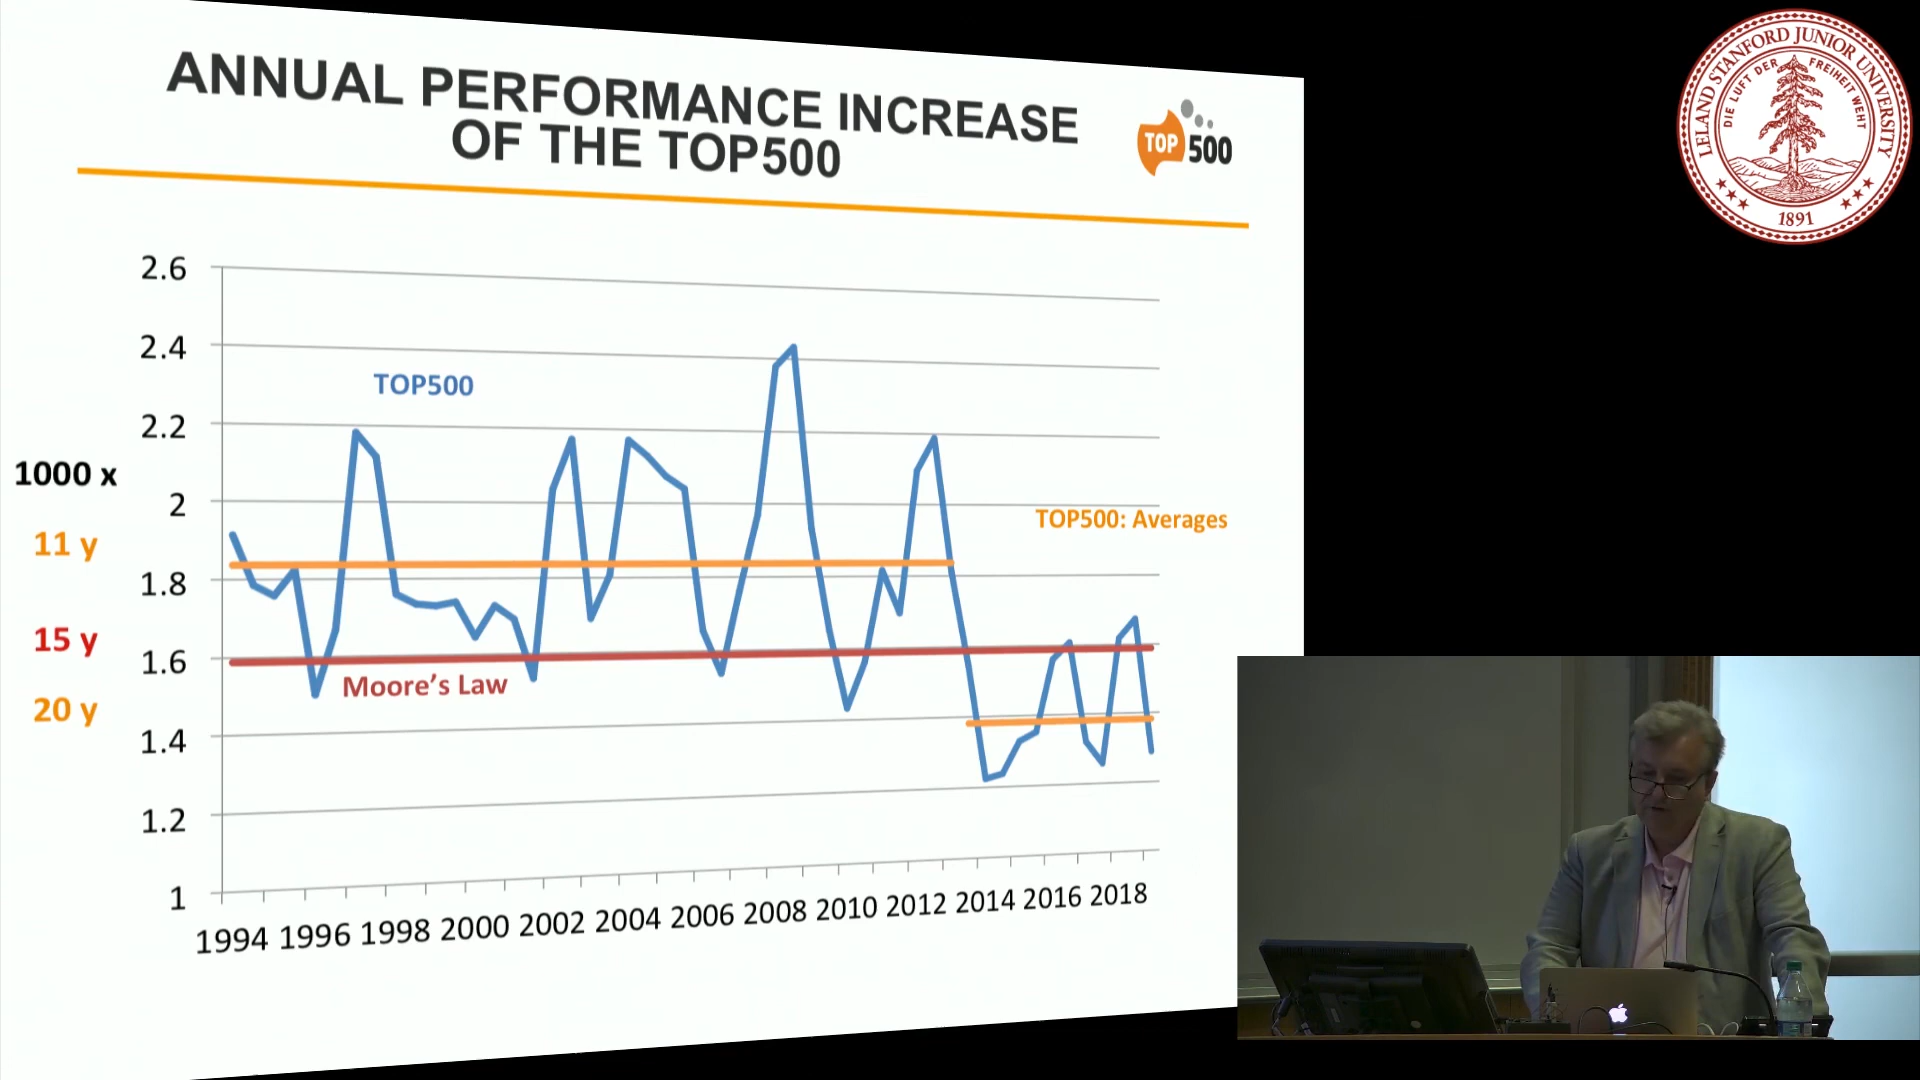 ANNUAL PERFORMANCE INCREASE
OF THE TOP500
TOP 500
2.6
2.4
2.2
2
1.8
1.6
1.4
1.2
1
1000 x
11 y
15 y
20 y
TOP500
TOP500: Averages
Moore's Law
1994 1996 1998 2000 2002 2004 2006 2008 2010 2012 2014 2016 2018
LELAND STANFORD JUNIOR UNIVERSITY
DIE LUFT DER FREIHEIT WEHT
1891